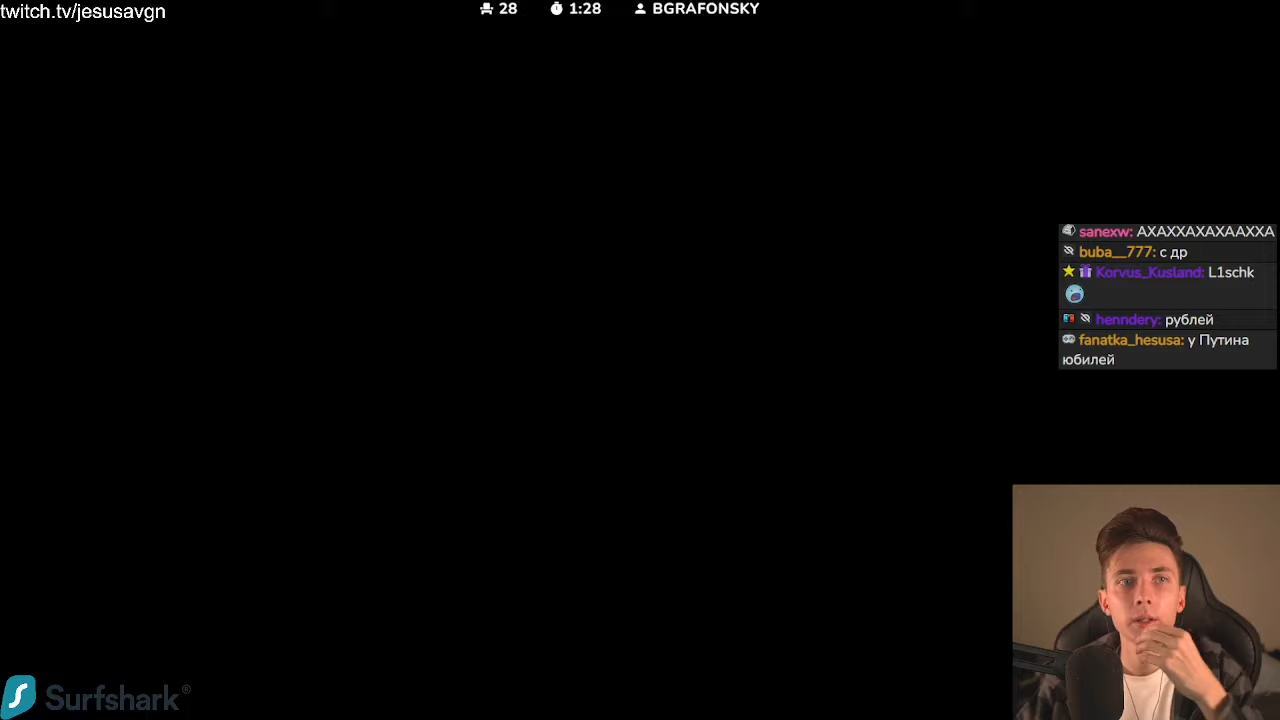 twitch.tv/jesusavgn
28 1:28 BGRAFONSKY
sanexw: АХАХХАХАХААХХА
buba__777: с др
Korvus_Kusland: L1schk
henndery: рублей
fanatka_hesusa: у Путина
юбилей
Surfshark®